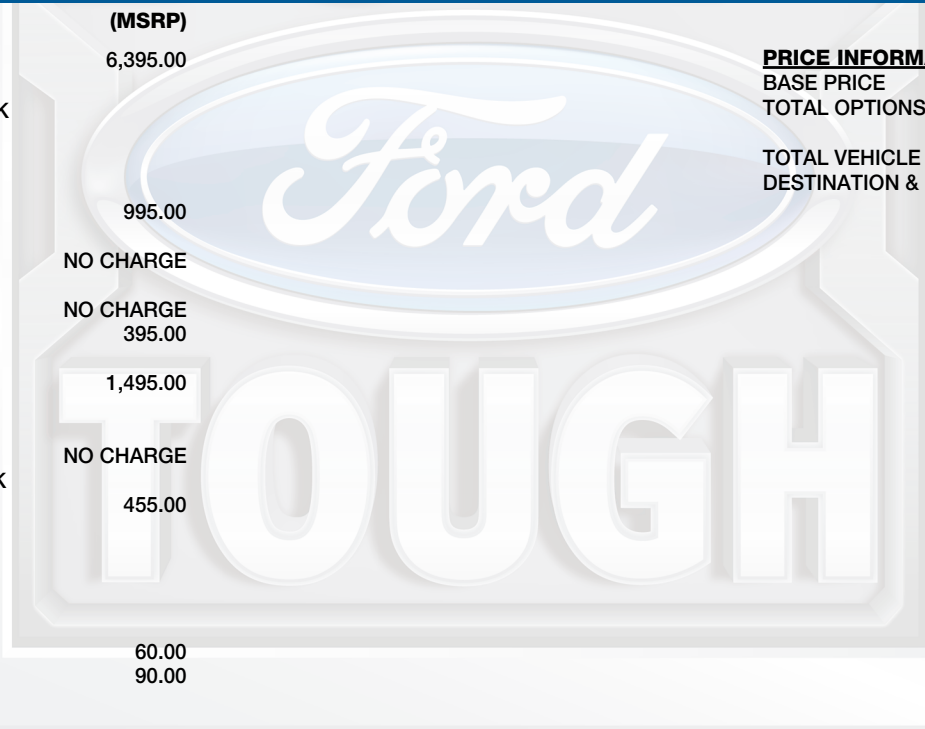 (MSRP)
6,395.00
K
995.00
NO CHARGE
NO CHARGE
395.00
1,495.00
NO CHARGE
K
455.00
60.00
90.00
PRICE INFORMA
BASE PRICE
TOTAL OPTIONS
TOTAL VEHICLE
DESTINATION &
Ford
TOUGH